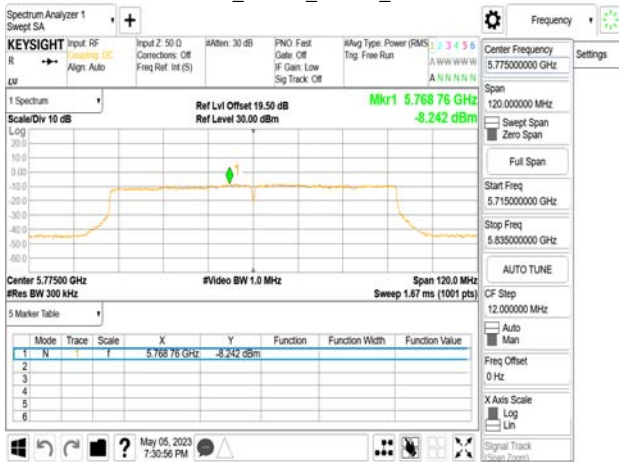 Spectrum Analyzer 1
Swept SA
+
Frequency
KEYSIGHT
Input: RF
Input Z: 50 Ω
#Atten: 30 dB
PNO: Fast
#Avg Type: Power (RMS
1 2 3 4 5 6
R
Coupling: DC
Corrections: Off
Gate: Off
Trig: Free Run
A W W W W W
Align: Auto
Freq Ref: Int (S)
IF Gain: Low
Sig Track: Off
A N N N N N
LXI
Center Frequency
5.775000000 GHz
Settings
Span
120.000000 MHz
Swept Span
Zero Span
Full Span
Start Freq
5.715000000 GHz
Stop Freq
5.835000000 GHz
AUTO TUNE
CF Step
12.000000 MHz
Auto
Man
Freq Offset
0 Hz
X Axis Scale
Log
Lin
Signal Track
(Span Zoom)
1 Spectrum
Ref Lvl Offset 19.50 dB
Mkr1 5.768 76 GHz
Scale/Div 10 dB
Ref Level 30.00 dBm
-8.242 dBm
Log
20.0
10.0
0.00
-10.0
-20.0
-30.0
-40.0
-50.0
-60.0
1
Center 5.77500 GHz
#Video BW 1.0 MHz
Span 120.0 MHz
#Res BW 300 kHz
Sweep 1.67 ms (1001 pts)
5 Marker Table
Mode Trace Scale X Y Function Function Width Function Value
1 N 1 f 5.768 76 GHz -8.242 dBm
2
3
4
5
6
?
May 05, 2023
7:30:56 PM